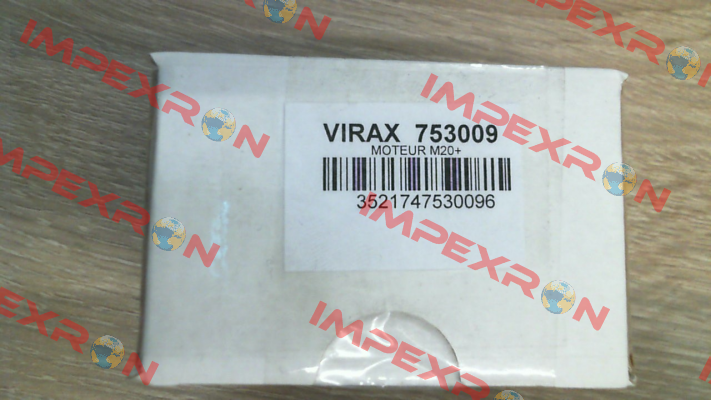 VIRAX 753009
MOTEUR M20+
3521747530096
IMPEXRON
IMPEXRON
IMPEXRON
IMPEXRON
IMPEXRON
IMPEXRON